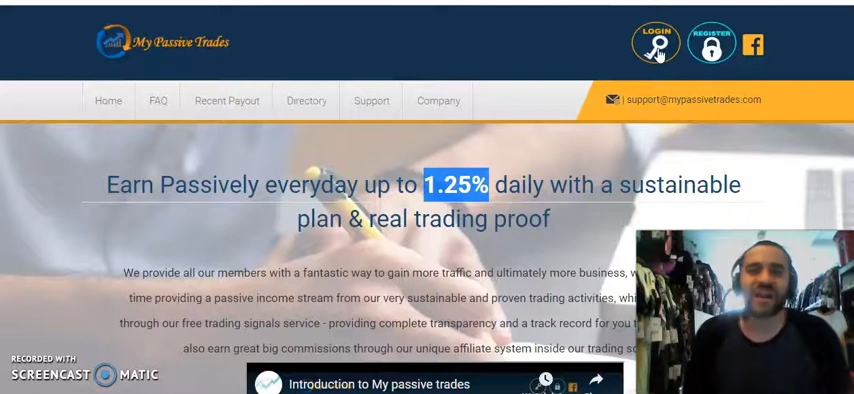 My Passive Trades
LOGIN
REGISTER
Home
FAQ
Recent Payout
Directory
Support
Company
| support@mypassivetrades.com
Earn Passively everyday up to 1.25% daily with a sustainable
plan & real trading proof
We provide all our members with a fantastic way to gain more traffic and ultimately more business,
time providing a passive income stream from our very sustainable and proven trading activities,
through our free trading signals service - providing complete transparency and a track record for you
also earn great big commissions through our unique affiliate system inside our trading
RECORDED WITH
SCREENCAST MATIC
Introduction to My passive trades